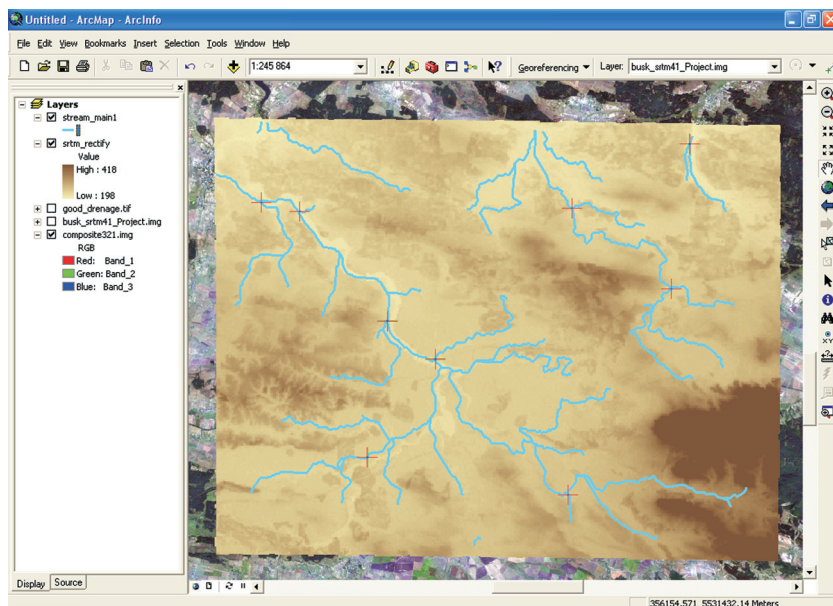 Untitled - ArcMap - ArcInfo
File Edit View Bookmarks Insert Selection Tools Window Help
1:245 864 Georeferencing Layer: busk_srtm41_Project.img
Layers
stream_main1
srtm_rectify
Value
High : 418
Low : 198
good_drenage.tif
busk_srtm41_Project.img
composite321.img
RGB
Red: Band_1
Green: Band_2
Blue: Band_3
Display Source
356154.571 5531432.14 Meters